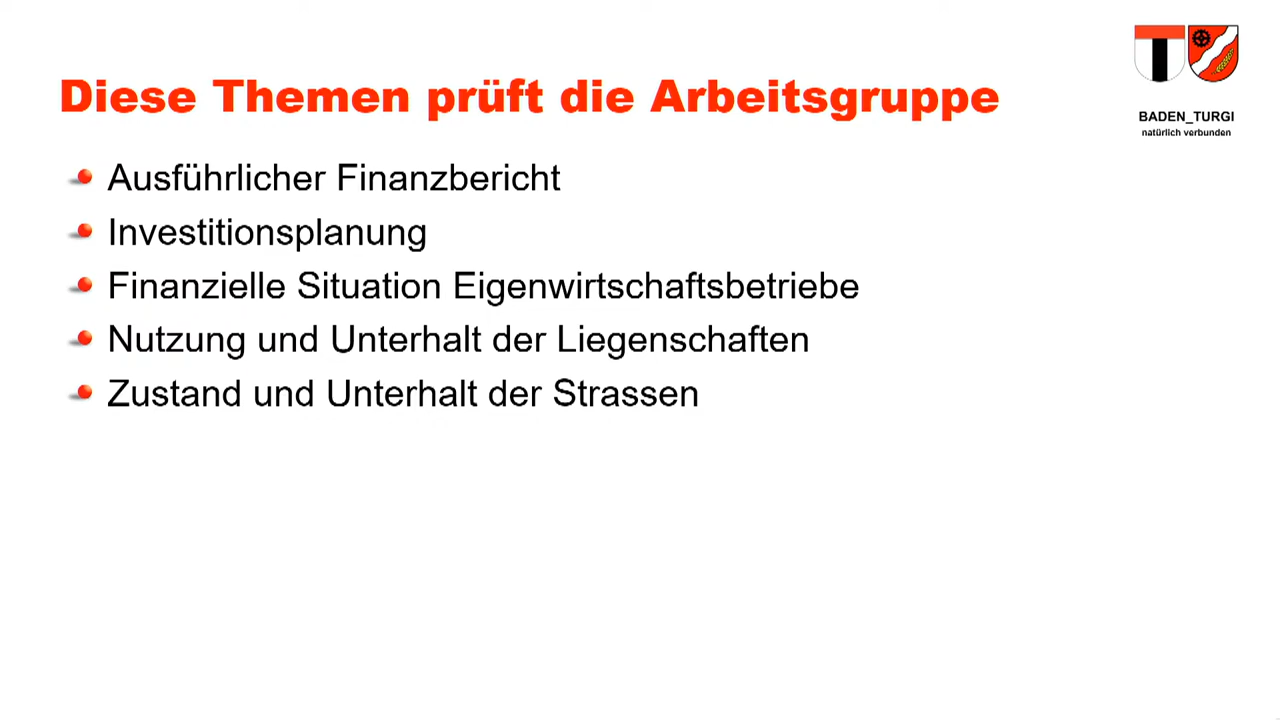 Diese Themen prüft die Arbeitsgruppe
BADEN_TURGI
natürlich verbunden
Ausführlicher Finanzbericht
Investitionsplanung
Finanzielle Situation Eigenwirtschaftsbetriebe
Nutzung und Unterhalt der Liegenschaften
Zustand und Unterhalt der Strassen